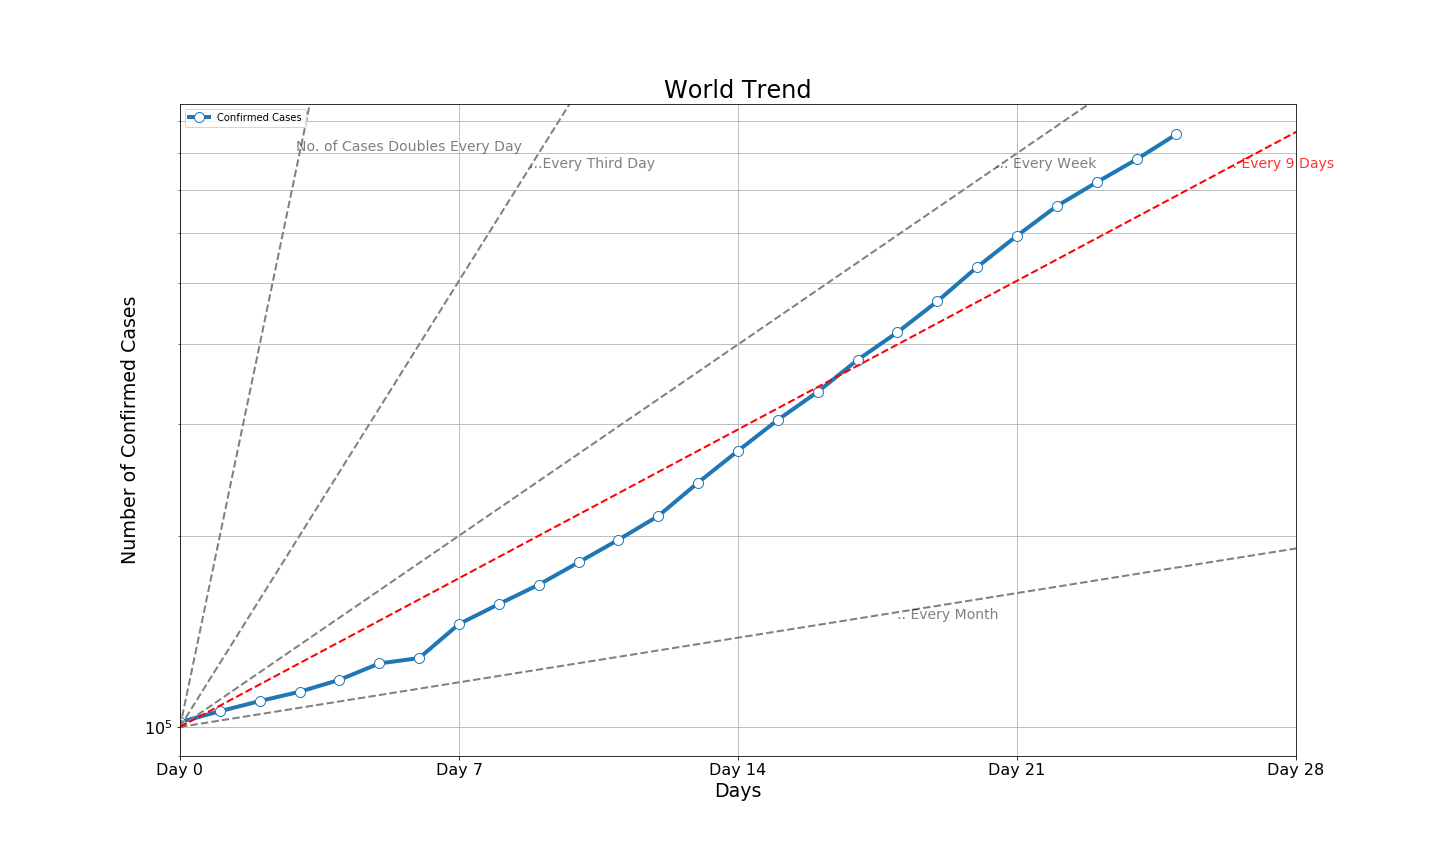 World Trend
Confirmed Cases
No. of Cases Doubles Every Day
...Every Third Day
.. Every Week
.. Every 9 Days
.. Every Month
Number of Confirmed Cases
10⁵
Day 0 Day 7 Day 14 Day 21 Day 28
Days